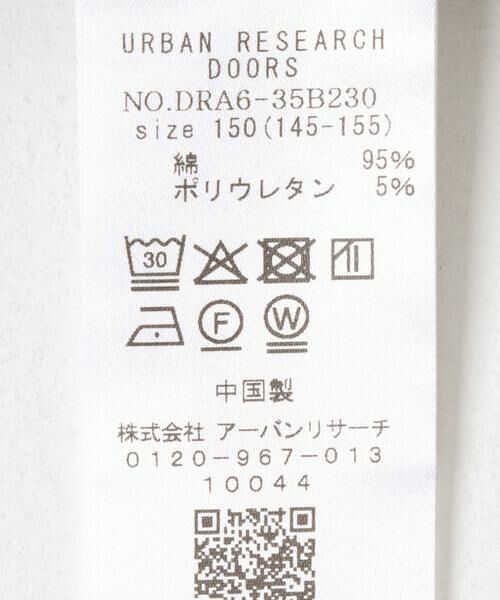 URBAN RESEARCH
DOORS
NO.DRA6-35B230
size 150(145-155)
綿 95%
ポリウレタン 5%
30
F W
中国製
株式会社 アーバンリサーチ
0120-967-013
10044